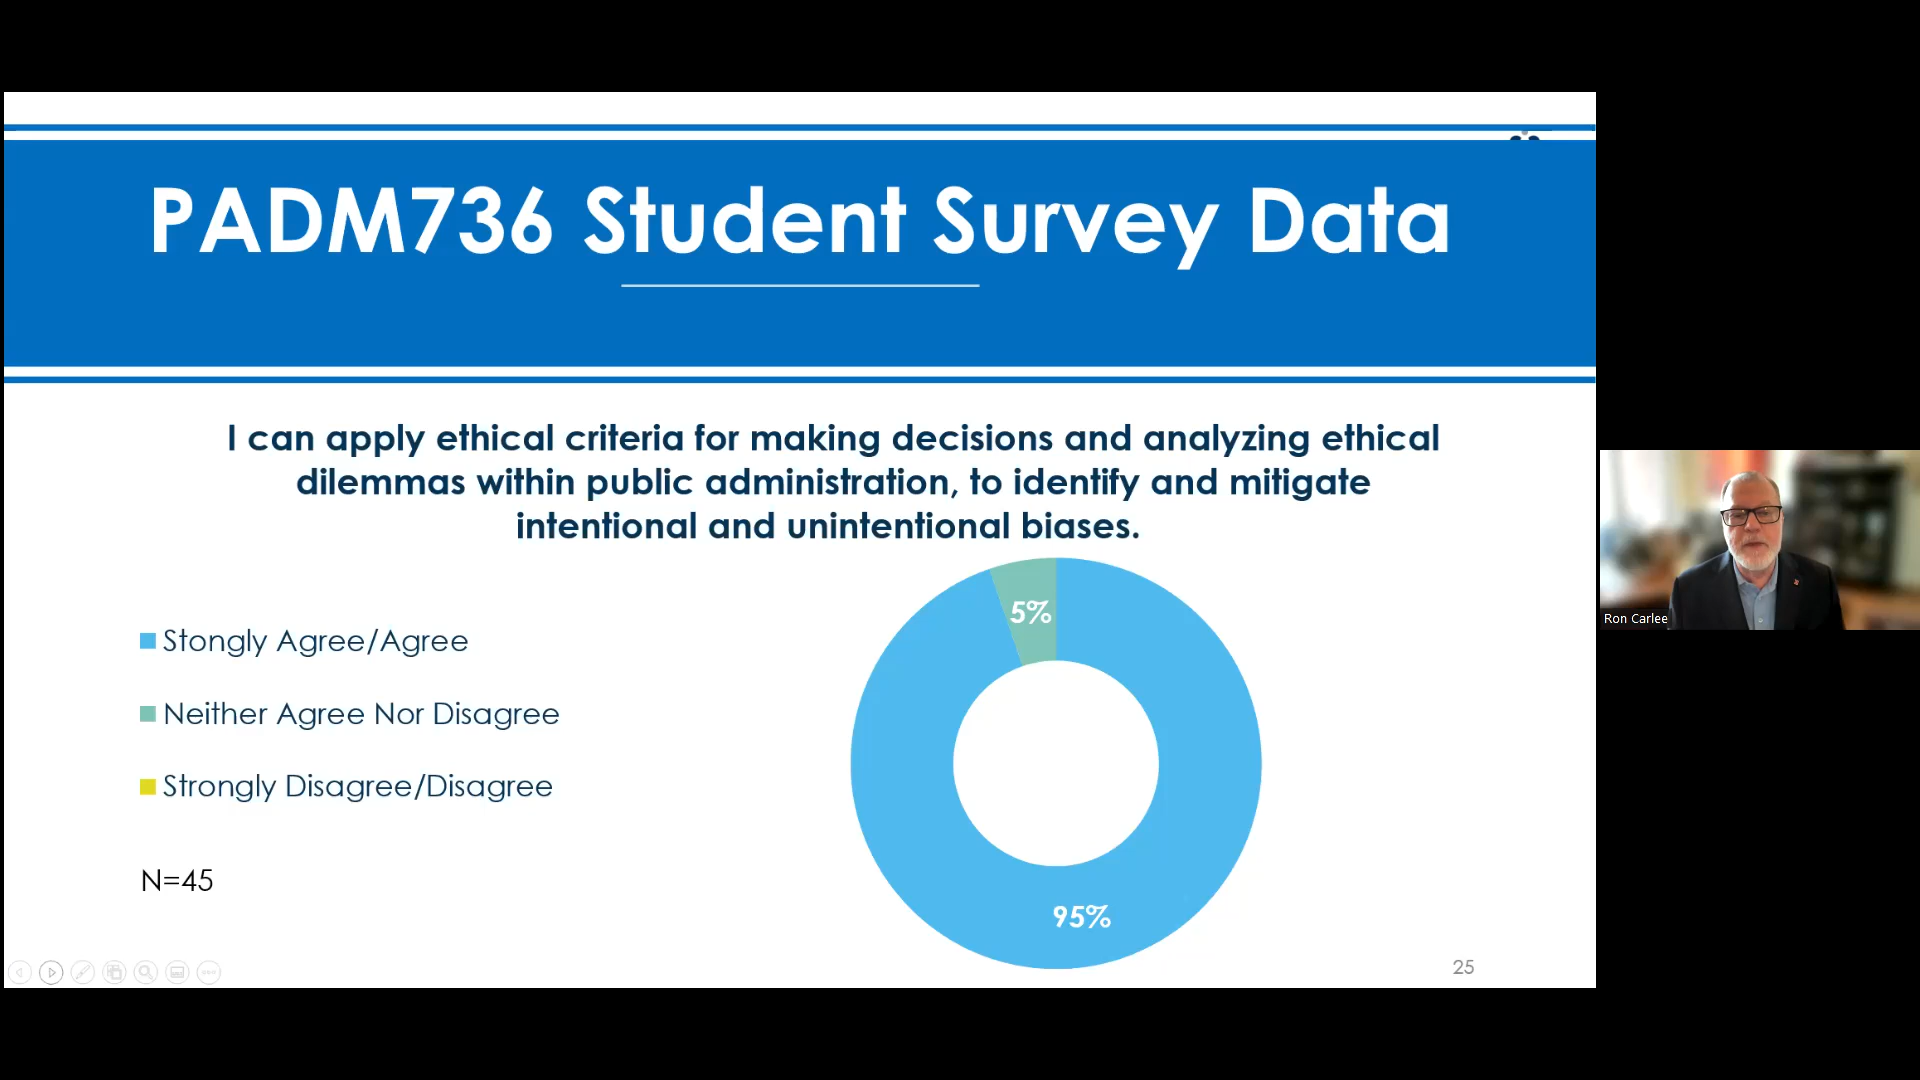 PADM736 Student Survey Data
I can apply ethical criteria for making decisions and analyzing ethical
dilemmas within public administration, to identify and mitigate
intentional and unintentional biases.
Stongly Agree/Agree
Neither Agree Nor Disagree
Strongly Disagree/Disagree
N=45
5%
95%
25
Ron Carlee